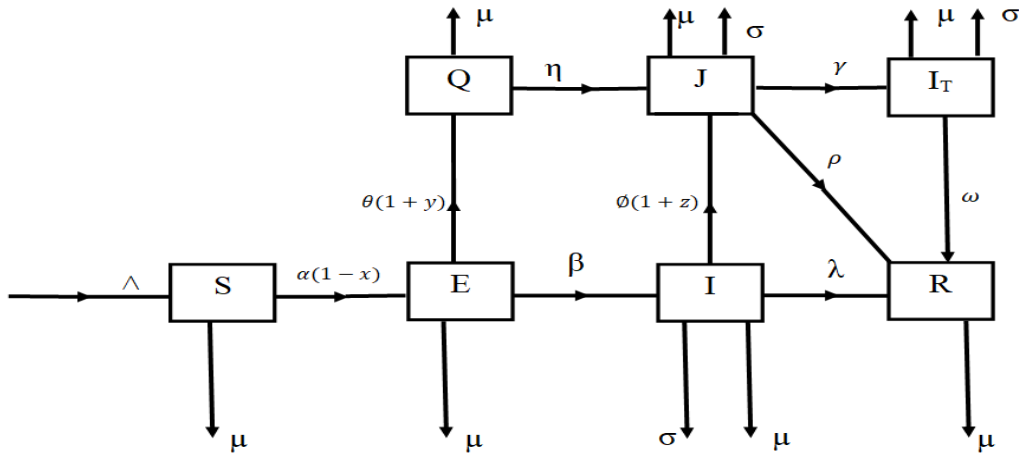 μ μ σ μ σ
Q η J γ I_T
θ(1 + y) ∅(1 + z) ρ ω
^ S α(1 − x) E β I λ R
μ μ σ μ μ